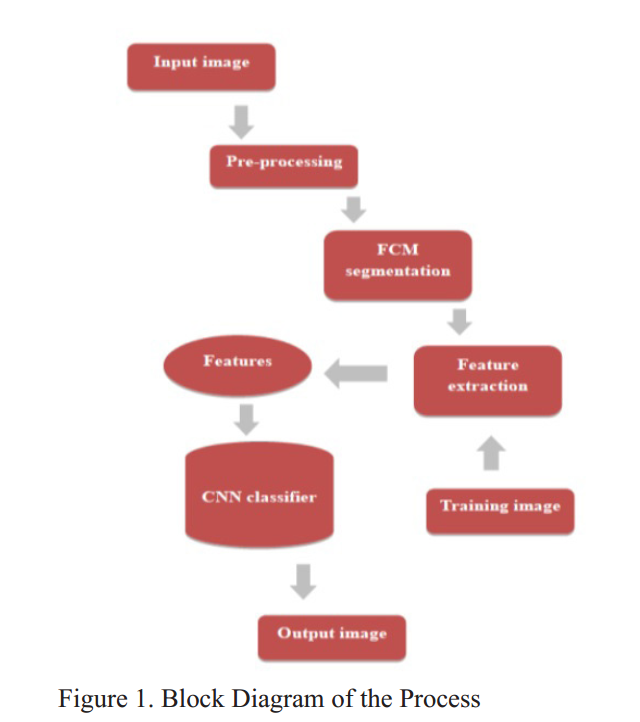 Input image
Pre-processing
FCM
segmentation
Feature
extraction
Features
CNN classifier
Training image
Output image
Figure 1. Block Diagram of the Process